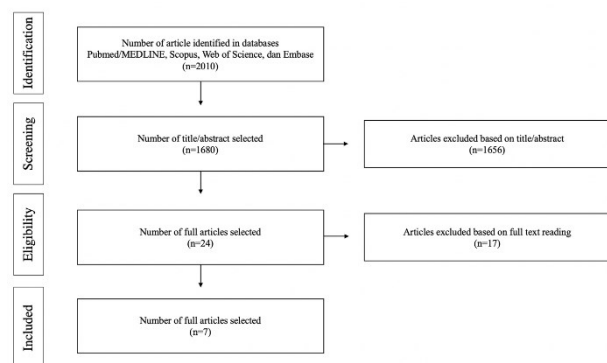 Identification
Number of article identified in databases
Pubmed/MEDLINE, Scopus, Web of Science, dan Embase
(n=2010)
Screening
Number of title/abstract selected
(n=1680)
Articles excluded based on title/abstract
(n=1656)
Eligibility
Number of full articles selected
(n=24)
Articles excluded based on full text reading
(n=17)
Included
Number of full articles selected
(n=7)